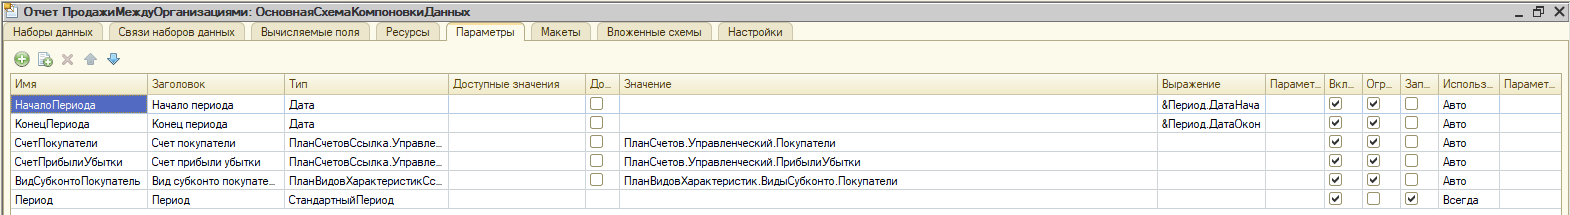 Отчет ПродажиМеждуОрганизациями: ОсновнаяСхемаКомпоновкиДанных
Наборы данных Связи наборов данных Вычисляемые поля Ресурсы Параметры Макеты Вложенные схемы Настройки
Имя Заголовок Тип Доступные значения До... Значение Выражение Парамет... Вкл... Огр... Зап... Использ... Парамет...
НачалоПериода Начало периода Дата &Период.ДатаНача Авто
КонецПериода Конец периода Дата &Период.ДатаОкон Авто
СчетПокупатели Счет покупатели ПланСчетовСсылка.Управле... ПланСчетов.Управленческий.Покупатели Авто
СчетПрибылиУбытки Счет прибыли убытки ПланСчетовСсылка.Управле... ПланСчетов.Управленческий.ПрибылиУбытки Авто
ВидСубконтоПокупатель Вид субконто покупате... ПланВидовХарактеристикСс... ПланВидовХарактеристик.ВидыСубконто.Покупатели Авто
Период Период СтандартныйПериод Всегда